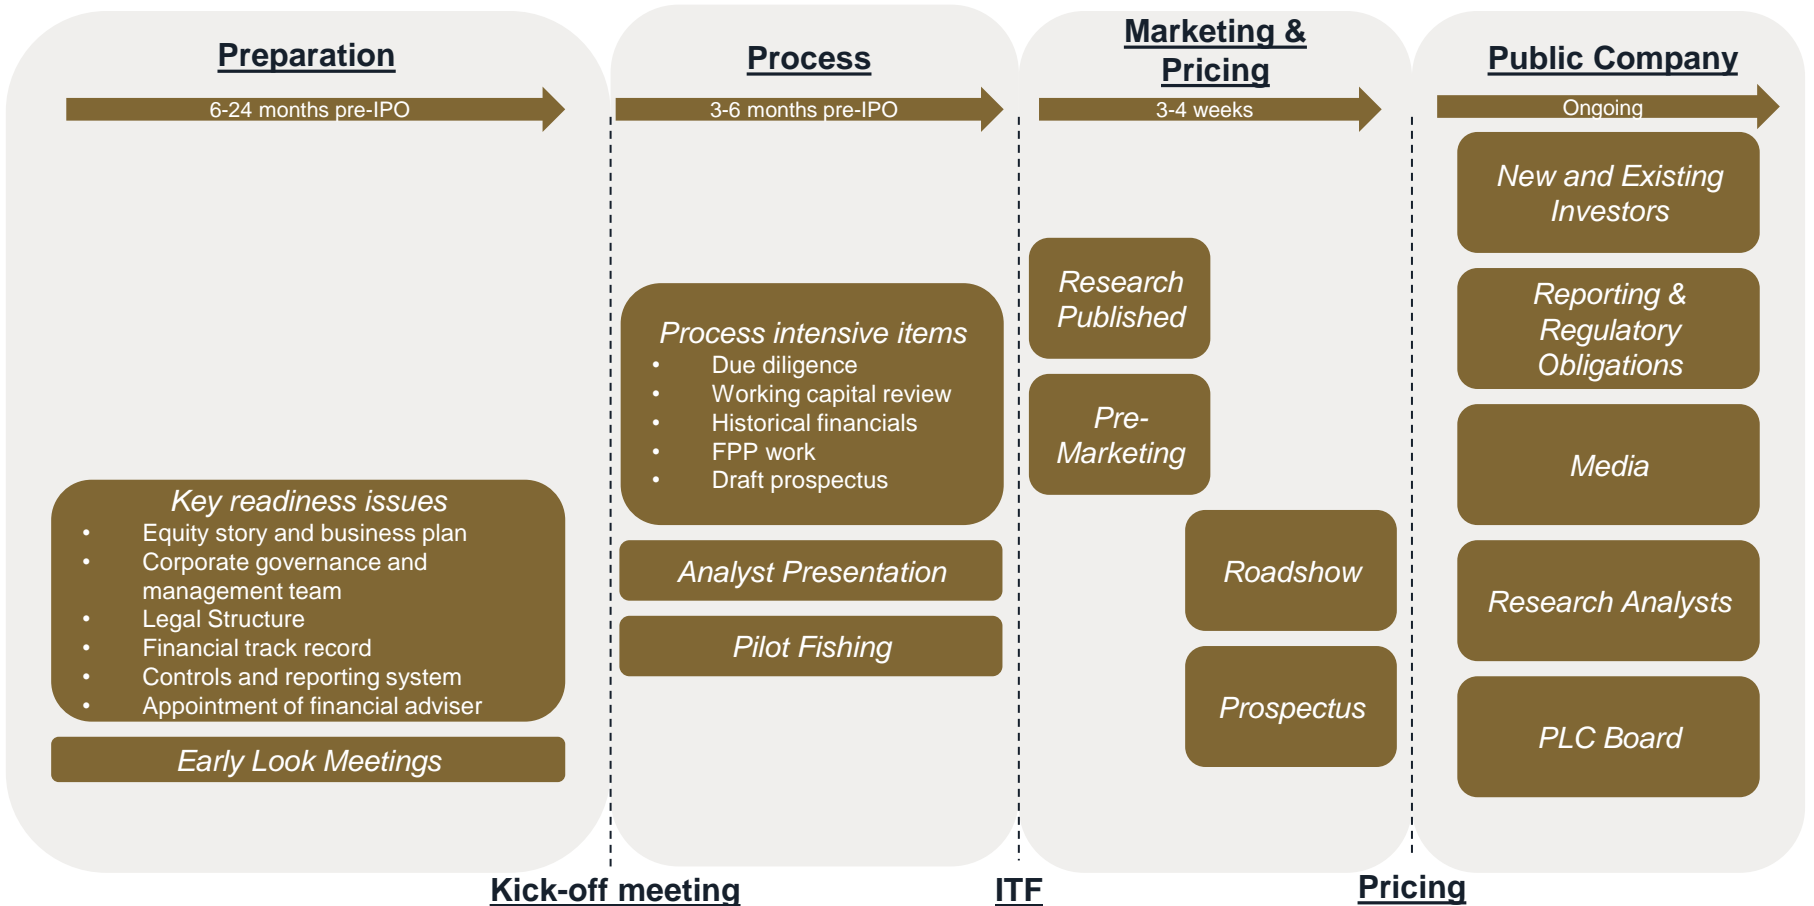 Preparation
6-24 months pre-IPO
Key readiness issues
• Equity story and business plan
• Corporate governance and
management team
• Legal Structure
• Financial track record
• Controls and reporting system
• Appointment of financial adviser
Early Look Meetings
Process
3-6 months pre-IPO
Process intensive items
• Due diligence
• Working capital review
• Historical financials
• FPP work
• Draft prospectus
Analyst Presentation
Pilot Fishing
Marketing &
Pricing
3-4 weeks
Research
Published
Pre-
Marketing
Roadshow
Prospectus
Public Company
Ongoing
New and Existing
Investors
Reporting &
Regulatory
Obligations
Media
Research Analysts
PLC Board
Kick-off meeting
ITF
Pricing